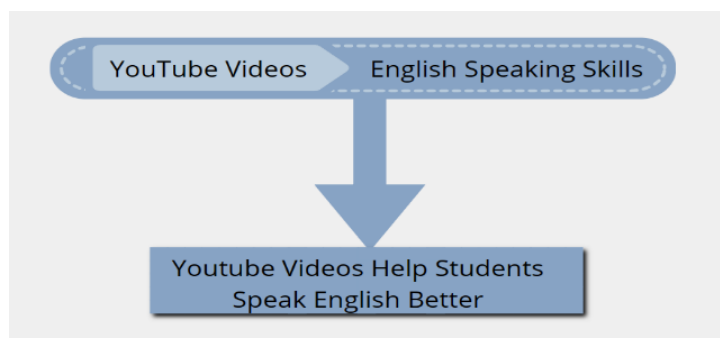 YouTube Videos English Speaking Skills
Youtube Videos Help Students
Speak English Better